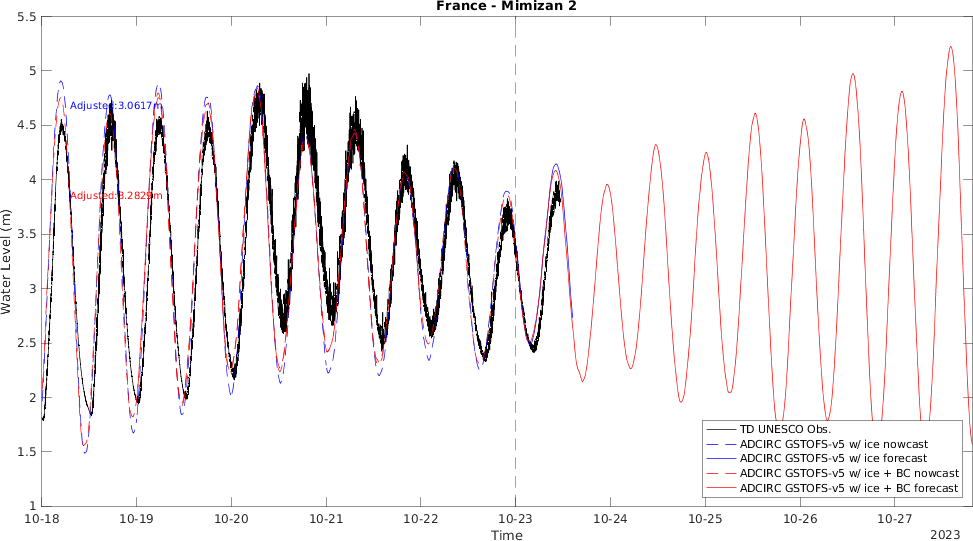 France - Mimizan 2
5.5
5
4.5
4
3.5
3
2.5
2
1.5
1
Water Level (m)
Adjusted:3.0617m
Adjusted:3.2829m
TD UNESCO Obs.
ADCIRC GSTOFS-v5 w/ ice nowcast
ADCIRC GSTOFS-v5 w/ ice forecast
ADCIRC GSTOFS-v5 w/ ice + BC nowcast
ADCIRC GSTOFS-v5 w/ ice + BC forecast
10-18 10-19 10-20 10-21 10-22 10-23 10-24 10-25 10-26 10-27
Time
2023